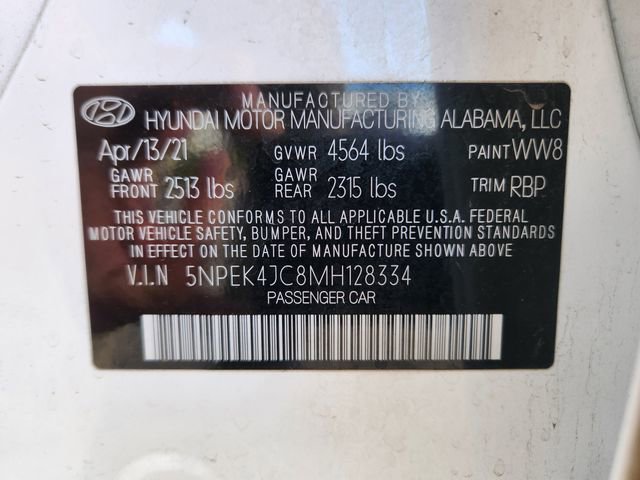 MANUFACTURED BY
HYUNDAI MOTOR MANUFACTURING ALABAMA, LLC
Apr/13/21 GVWR 4564 lbs PAINT WW8
GAWR FRONT 2513 lbs GAWR REAR 2315 lbs TRIM RBP
THIS VEHICLE CONFORMS TO ALL APPLICABLE U.S.A. FEDERAL
MOTOR VEHICLE SAFETY, BUMPER, AND THEFT PREVENTION STANDARDS
IN EFFECT ON THE DATE OF MANUFACTURE SHOWN ABOVE
V.I.N 5NPEK4JC8MH128334
PASSENGER CAR